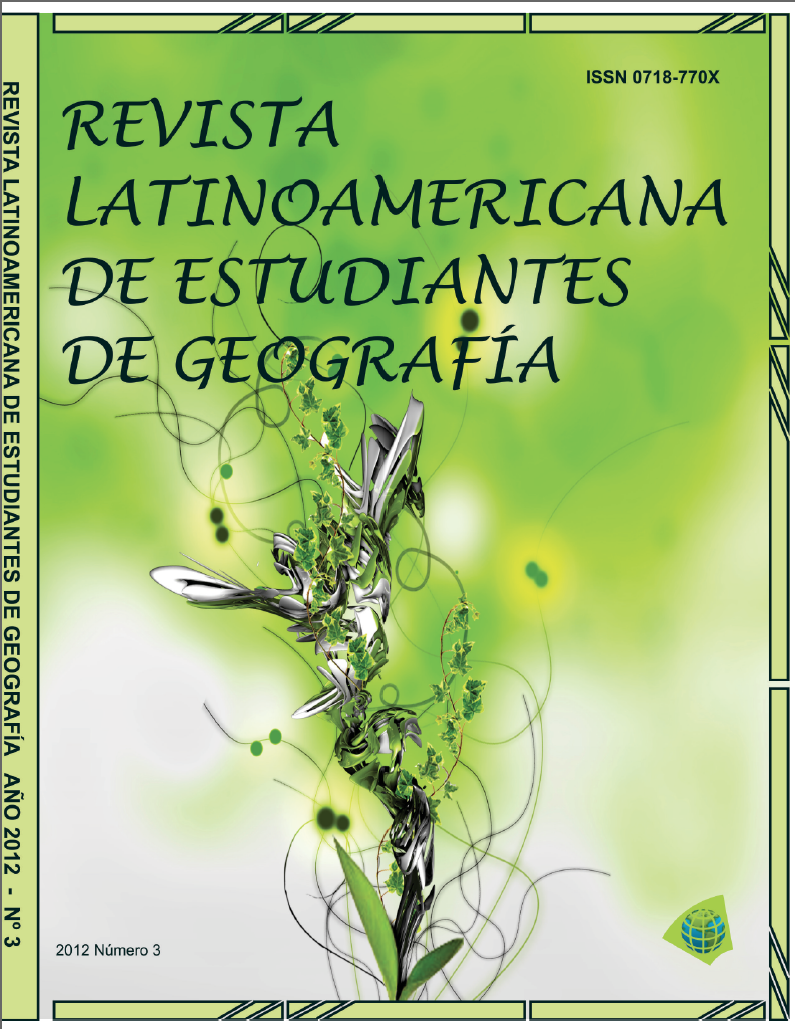 ISSN 0718-770X
REVISTA
LATINOAMERICANA
DE ESTUDIANTES
DE GEOGRAFÍA
2012 Número 3
REVISTA LATINOAMERICANA DE ESTUDIANTES DE GEOGRAFÍA AÑO 2012 - Nº 3